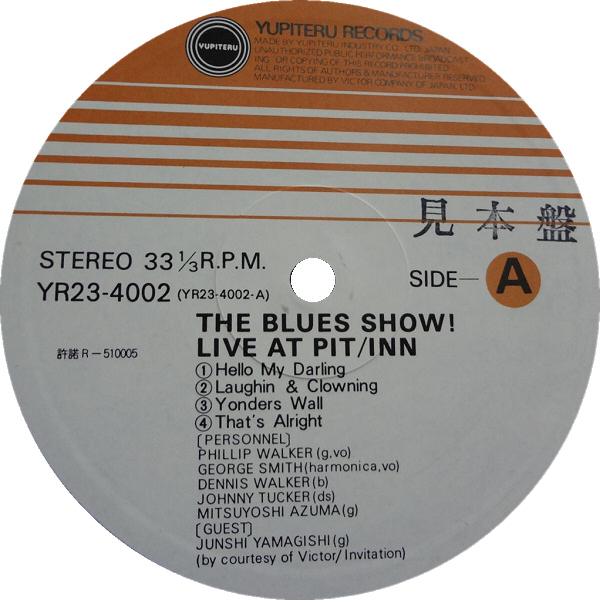 YUPITERU
YUPITERU RECORDS
MADE BY YUPITERU INDUSTRY CO., LTD. JAPAN
UNAUTHORIZED PUBLIC PERFORMANCE BROADCAST
ING OR COPYING OF THIS RECORD PROHIBITED
ALL RIGHTS OF AUTHORS & MANUFACTURER RESERVED
MANUFACTURED BY VICTOR COMPANY OF JAPAN, LTD.
見本盤
STEREO 33⅓R.P.M.
SIDE—A
YR23-4002 (YR23-4002-A)
THE BLUES SHOW!
LIVE AT PIT/INN
許諾R-510005
①Hello My Darling
②Laughin' & Clowning
③Yonders Wall
④That's Alright
〔PERSONNEL〕
PHILLIP WALKER(g,vo)
GEORGE SMITH(harmonica,vo)
DENNIS WALKER(b)
JOHNNY TUCKER(ds)
MITSUYOSHI AZUMA(g)
〔GUEST〕
JUNSHI YAMAGISHI(g)
(by courtesy of Victor/Invitation)